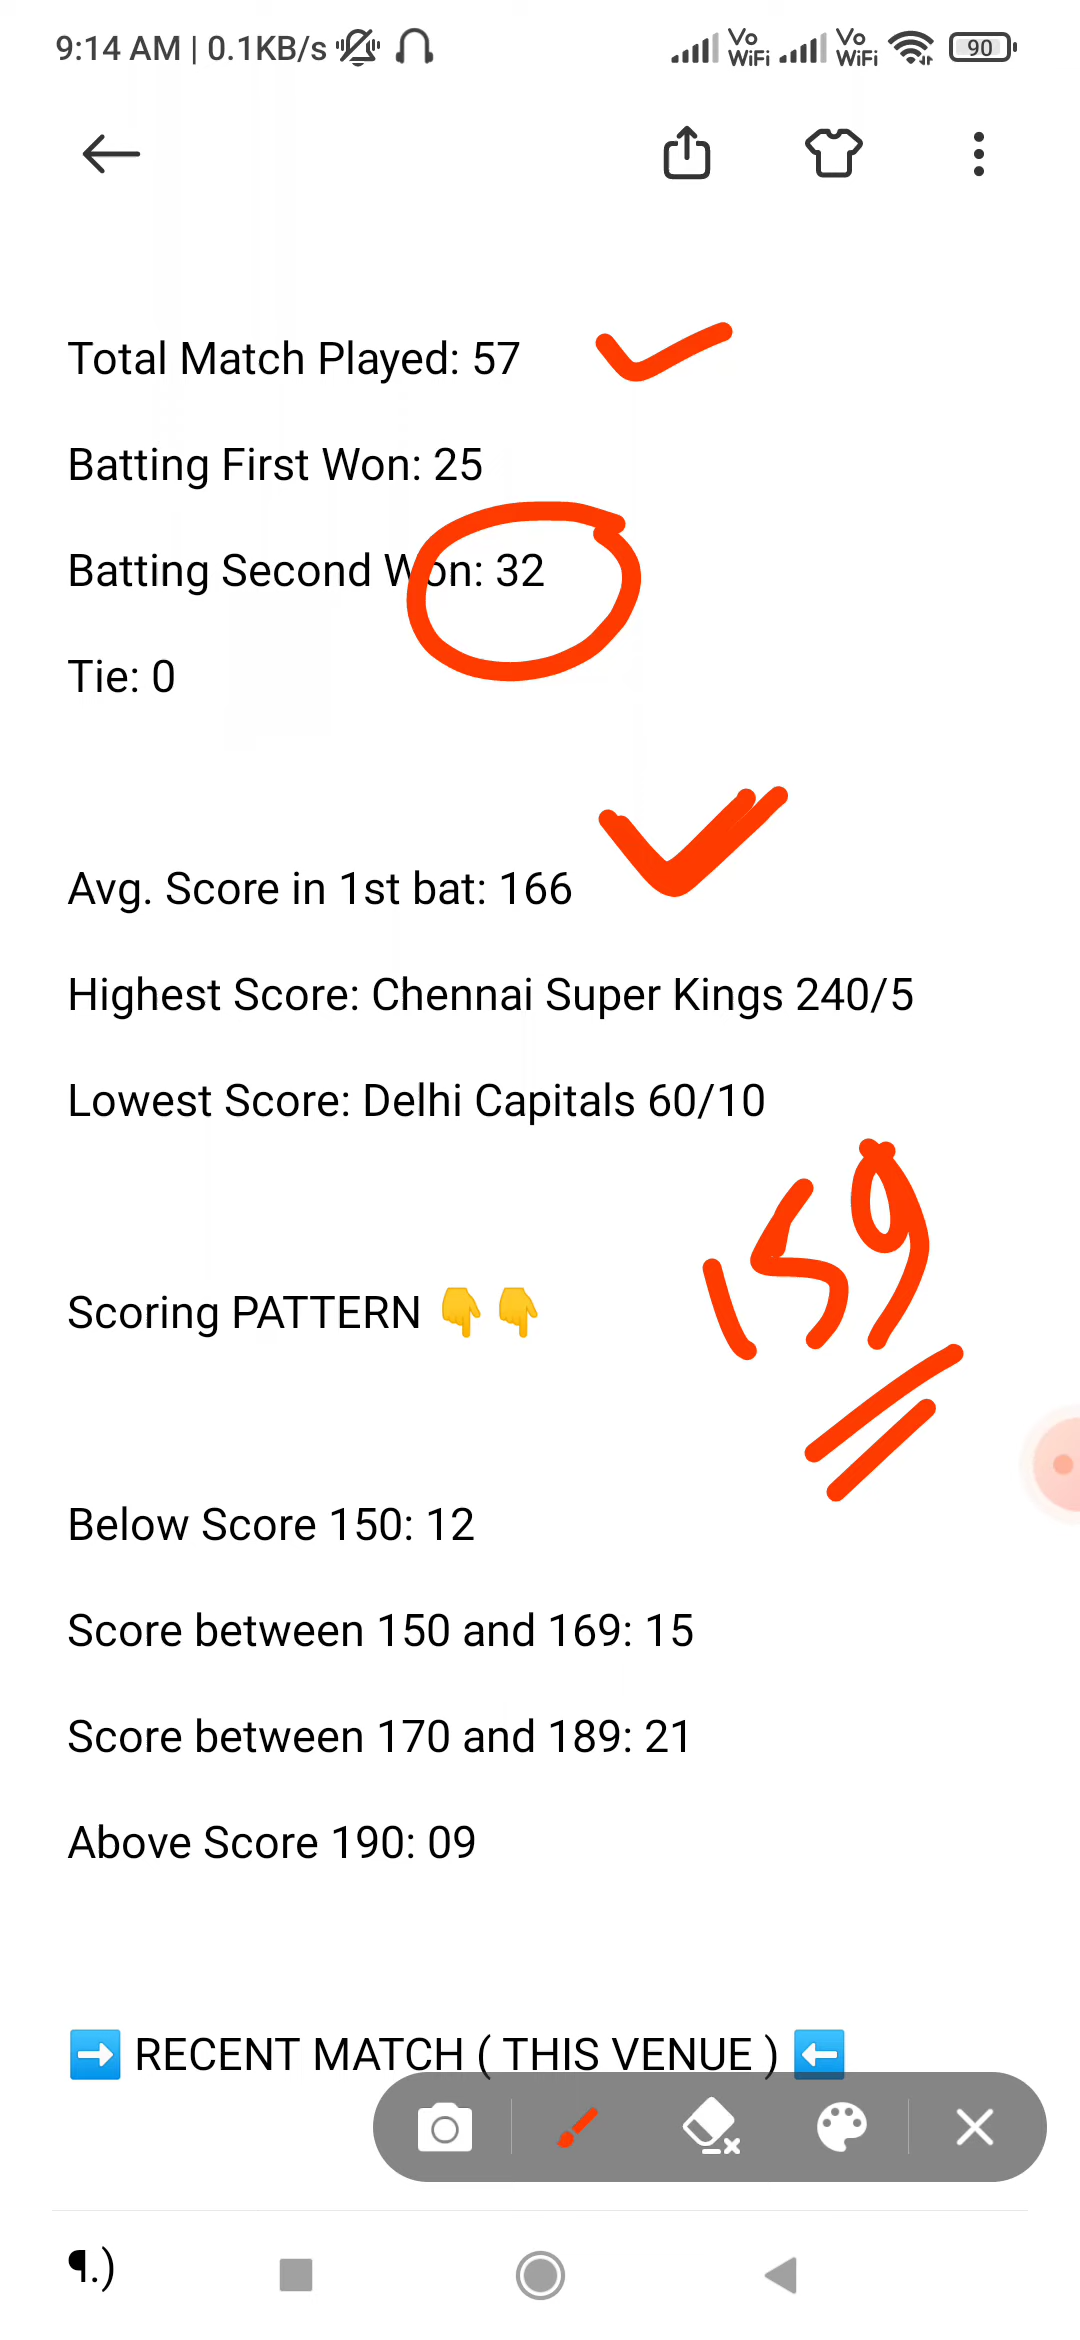 9:14 AM | 0.1KB/s Vo WiFi Vo WiFi 90
Total Match Played: 57
Batting First Won: 25
Batting Second Won: 32
Tie: 0
Avg. Score in 1st bat: 166
Highest Score: Chennai Super Kings 240/5
Lowest Score: Delhi Capitals 60/10
159
Scoring PATTERN 👇👇
Below Score 150: 12
Score between 150 and 169: 15
Score between 170 and 189: 21
Above Score 190: 09
➡️ RECENT MATCH ( THIS VENUE ) ⬅️
¶.)